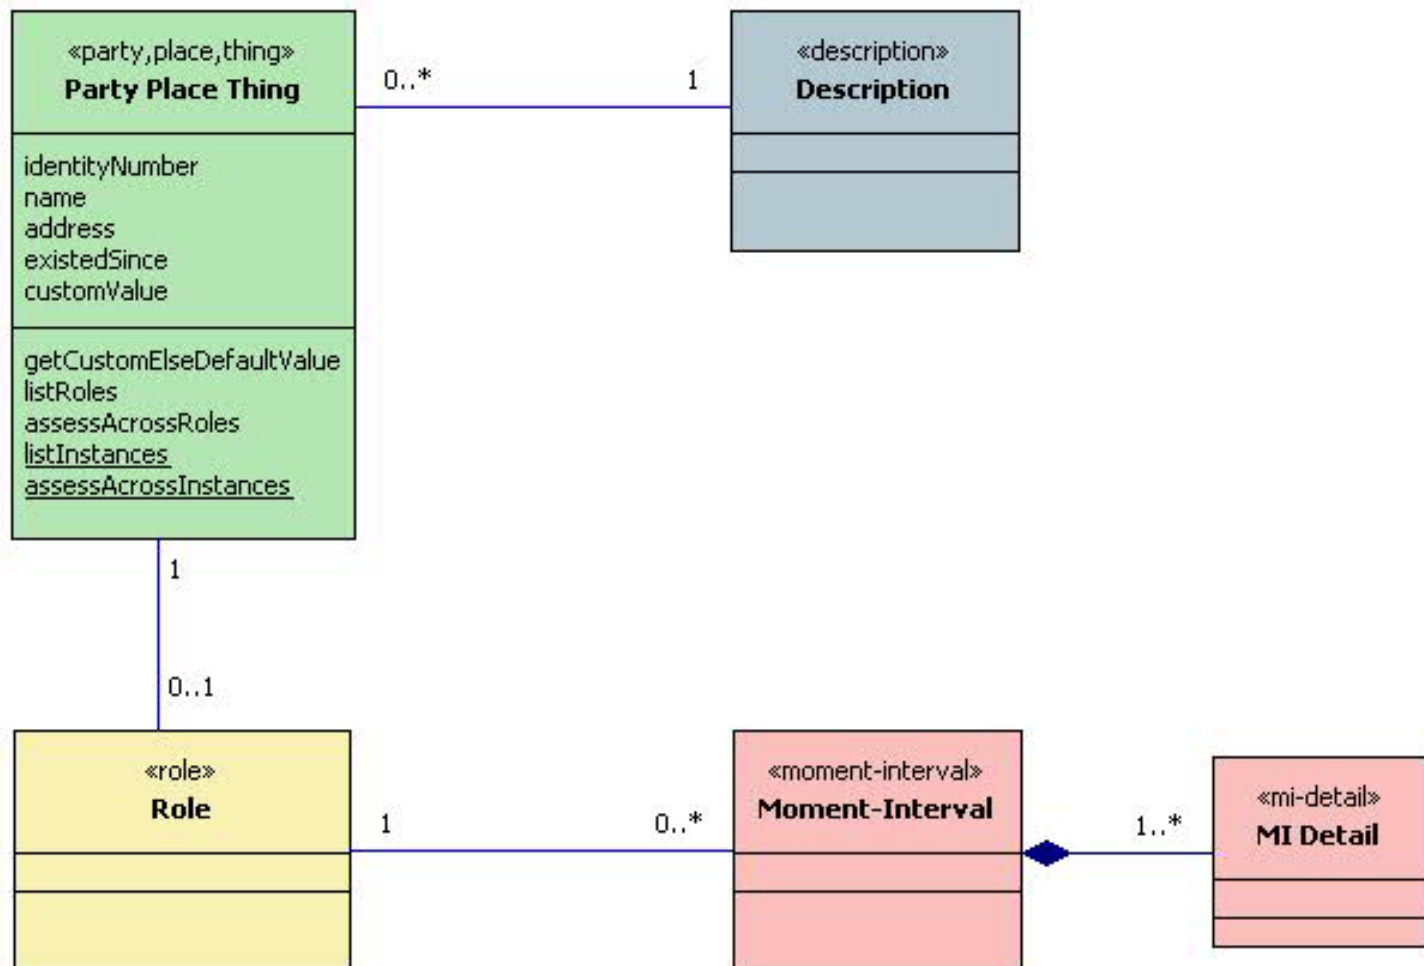 «party,place,thing»
Party Place Thing
identityNumber
name
address
existedSince
customValue
getCustomElseDefaultValue
listRoles
assessAcrossRoles
listInstances
assessAcrossInstances
0..*
1
«description»
Description
1
0..1
«role»
Role
1
0..*
«moment-interval»
Moment-Interval
1..*
«mi-detail»
MI Detail